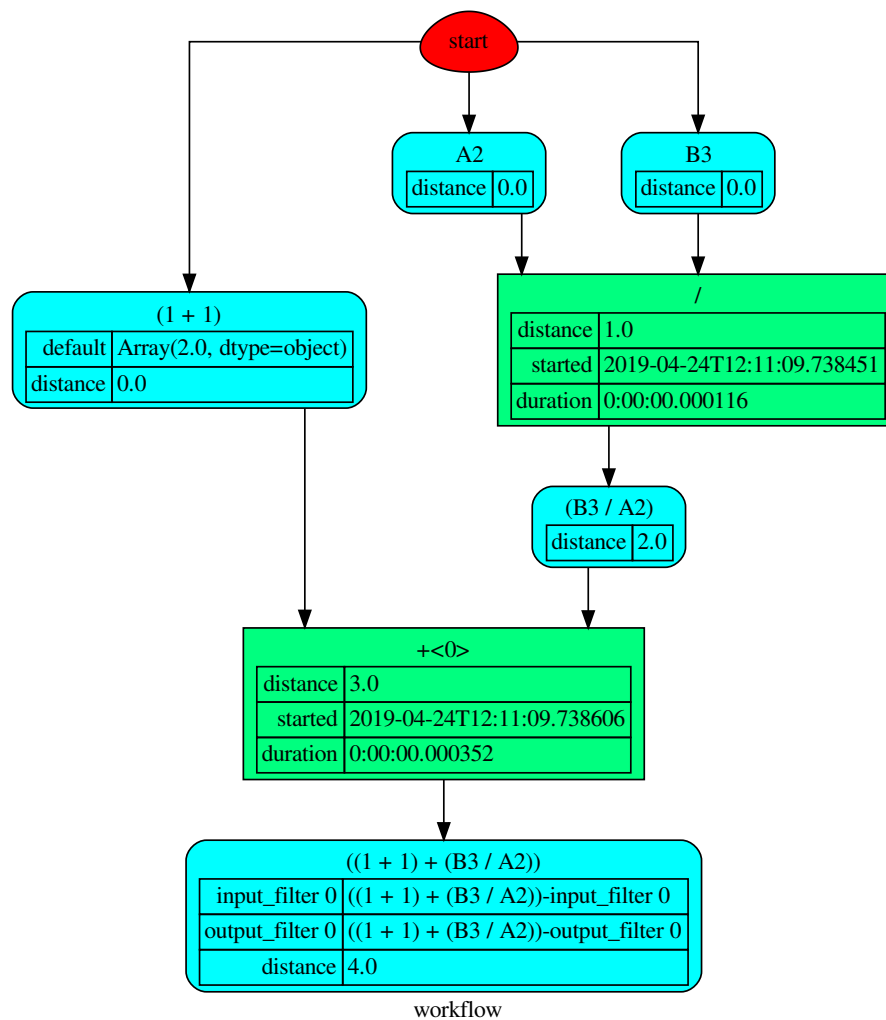 start
A2
distance 0.0
B3
distance 0.0
(1 + 1)
default Array(2.0, dtype=object)
distance 0.0
/
distance 1.0
started 2019-04-24T12:11:09.738451
duration 0:00:00.000116
(B3 / A2)
distance 2.0
+<0>
distance 3.0
started 2019-04-24T12:11:09.738606
duration 0:00:00.000352
((1 + 1) + (B3 / A2))
input_filter 0 ((1 + 1) + (B3 / A2))-input_filter 0
output_filter 0 ((1 + 1) + (B3 / A2))-output_filter 0
distance 4.0
workflow